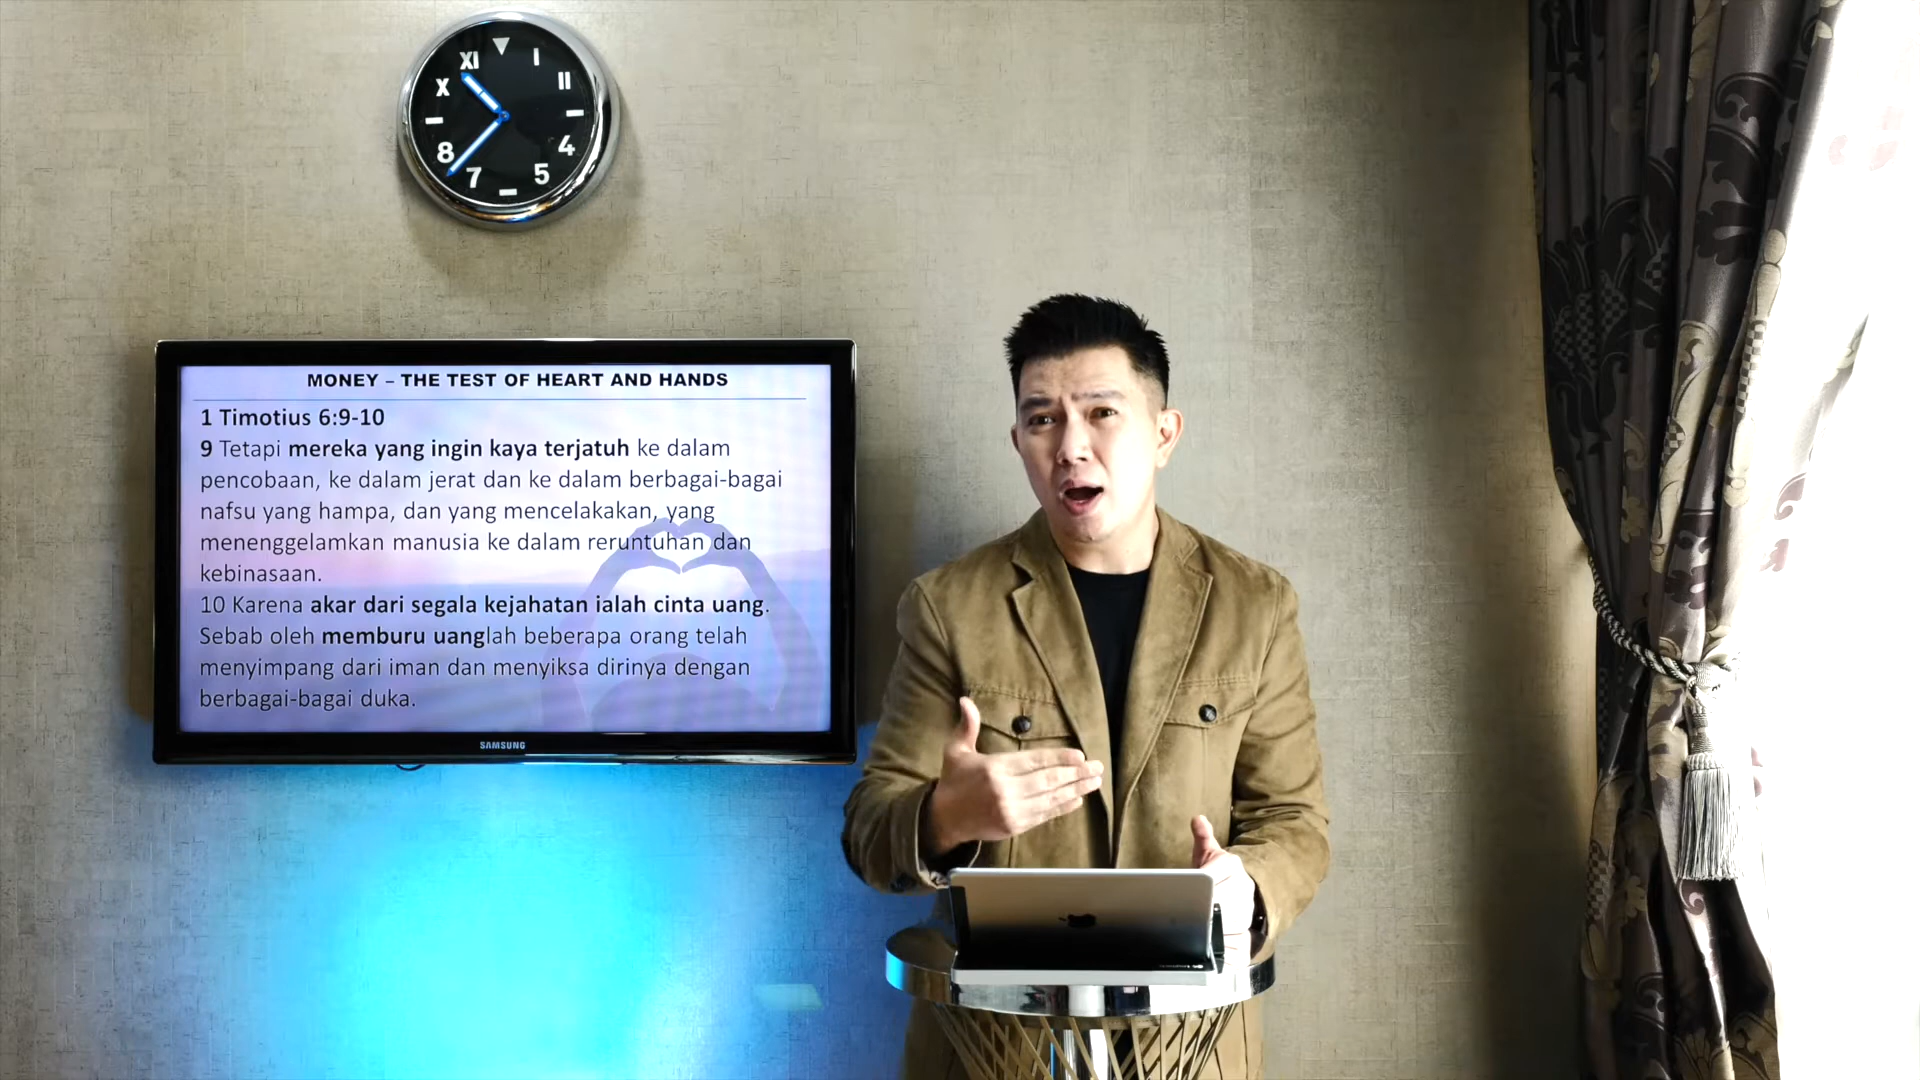 XI
I
X
II
8
4
7
5
MONEY – THE TEST OF HEART AND HANDS
1 Timotius 6:9-10
9 Tetapi mereka yang ingin kaya terjatuh ke dalam
pencobaan, ke dalam jerat dan ke dalam berbagai-bagai
nafsu yang hampa, dan yang mencelakakan, yang
menenggelamkan manusia ke dalam reruntuhan dan
kebinasaan.
10 Karena akar dari segala kejahatan ialah cinta uang.
Sebab oleh memburu uanglah beberapa orang telah
menyimpang dari iman dan menyiksa dirinya dengan
berbagai-bagai duka.
SAMSUNG